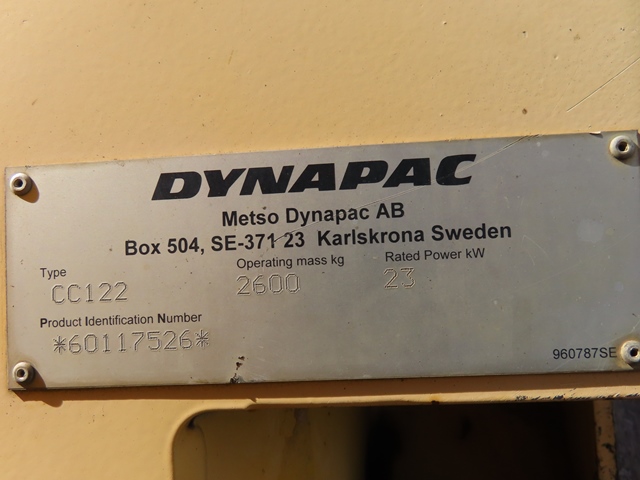 DYNAPAC
Metso Dynapac AB
Box 504, SE-371 23 Karlskrona Sweden
Type Operating mass kg Rated Power kW
CC122 2600 23
Product Identification Number
*60117526*
960787SE